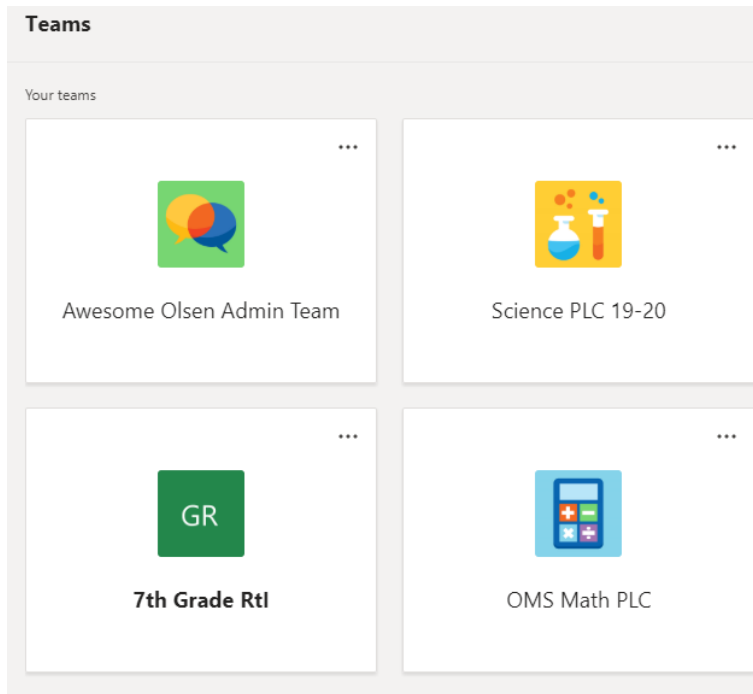 Teams
Your teams
Awesome Olsen Admin Team
Science PLC 19-20
GR
7th Grade RtI
OMS Math PLC